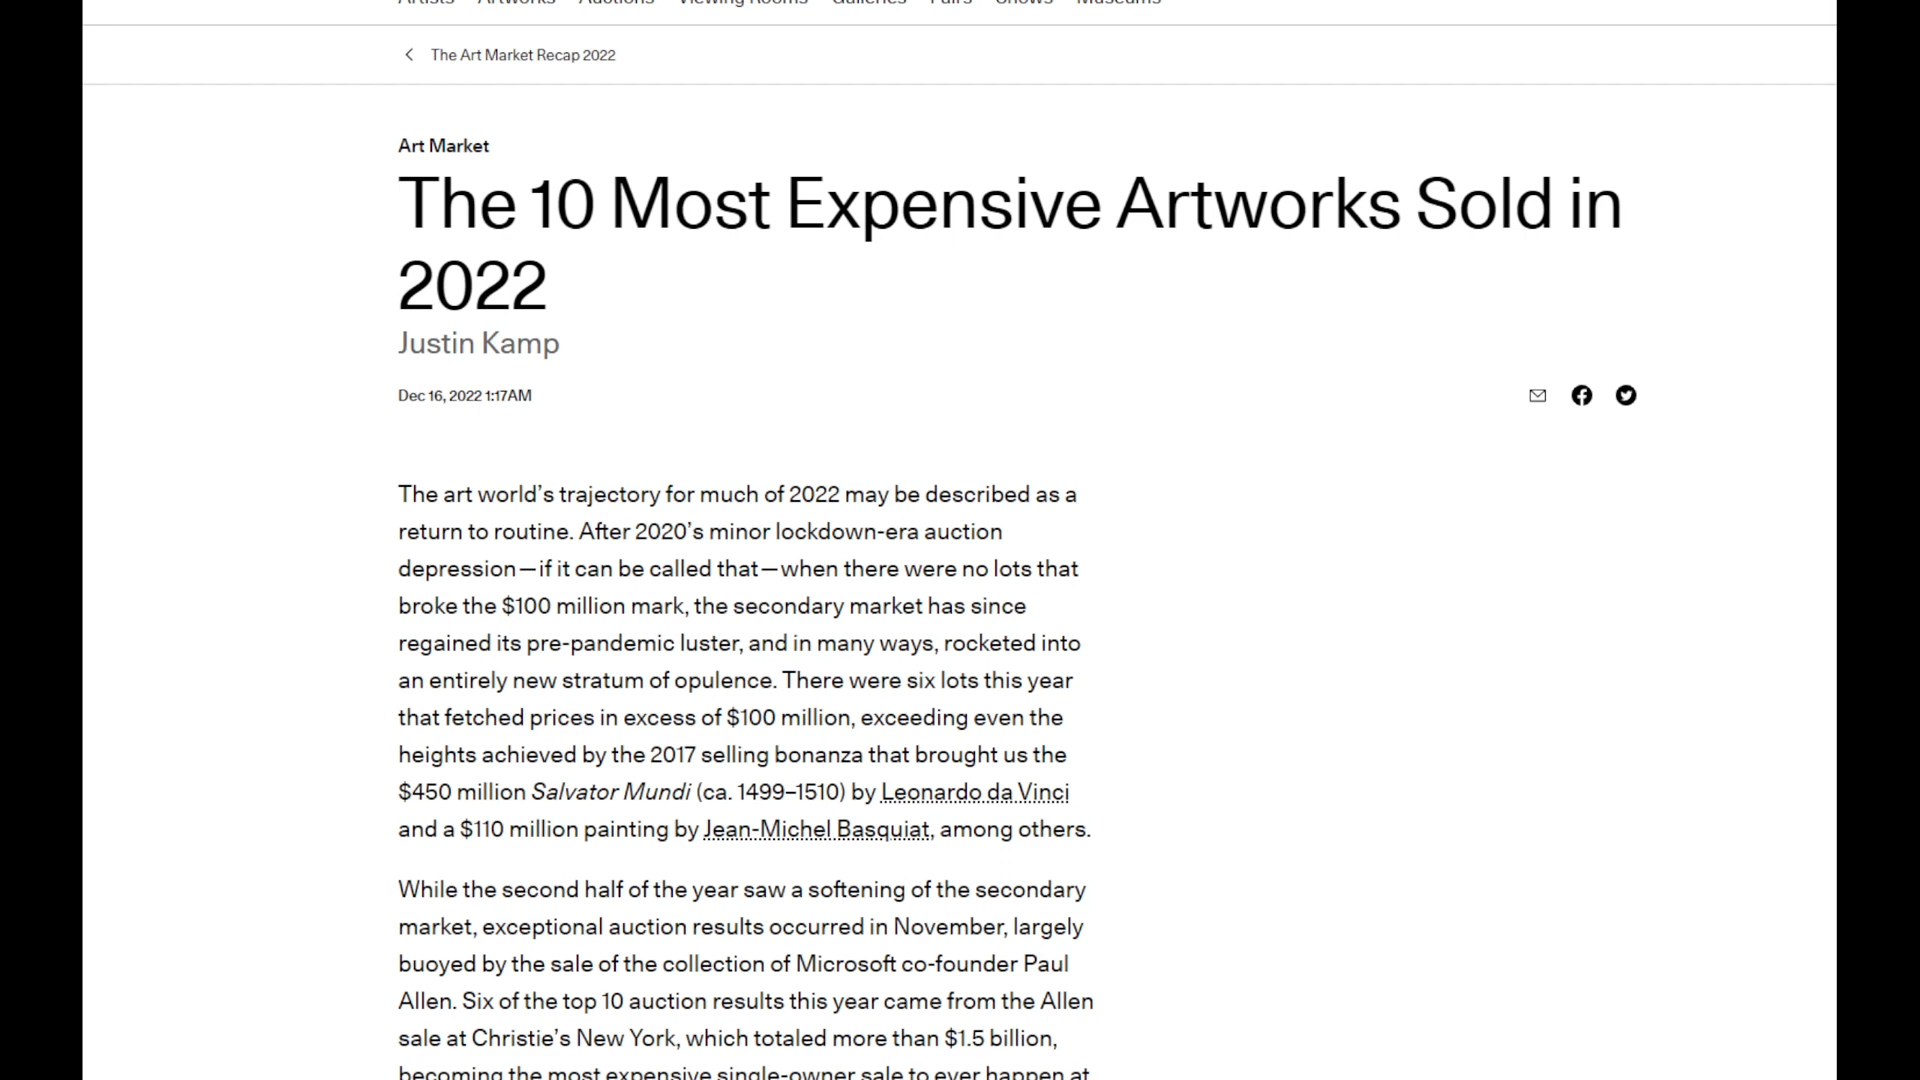 Artists Artworks Auctions Viewing Rooms Galleries Fairs Shows Museums
The Art Market Recap 2022
Art Market
The 10 Most Expensive Artworks Sold in
2022
Justin Kamp
Dec 16, 2022 1:17AM
The art world’s trajectory for much of 2022 may be described as a
return to routine. After 2020’s minor lockdown-era auction
depression—if it can be called that—when there were no lots that
broke the $100 million mark, the secondary market has since
regained its pre-pandemic luster, and in many ways, rocketed into
an entirely new stratum of opulence. There were six lots this year
that fetched prices in excess of $100 million, exceeding even the
heights achieved by the 2017 selling bonanza that brought us the
$450 million Salvator Mundi (ca. 1499–1510) by Leonardo da Vinci
and a $110 million painting by Jean-Michel Basquiat, among others.
While the second half of the year saw a softening of the secondary
market, exceptional auction results occurred in November, largely
buoyed by the sale of the collection of Microsoft co-founder Paul
Allen. Six of the top 10 auction results this year came from the Allen
sale at Christie’s New York, which totaled more than $1.5 billion,
becoming the most expensive single-owner sale to ever happen at